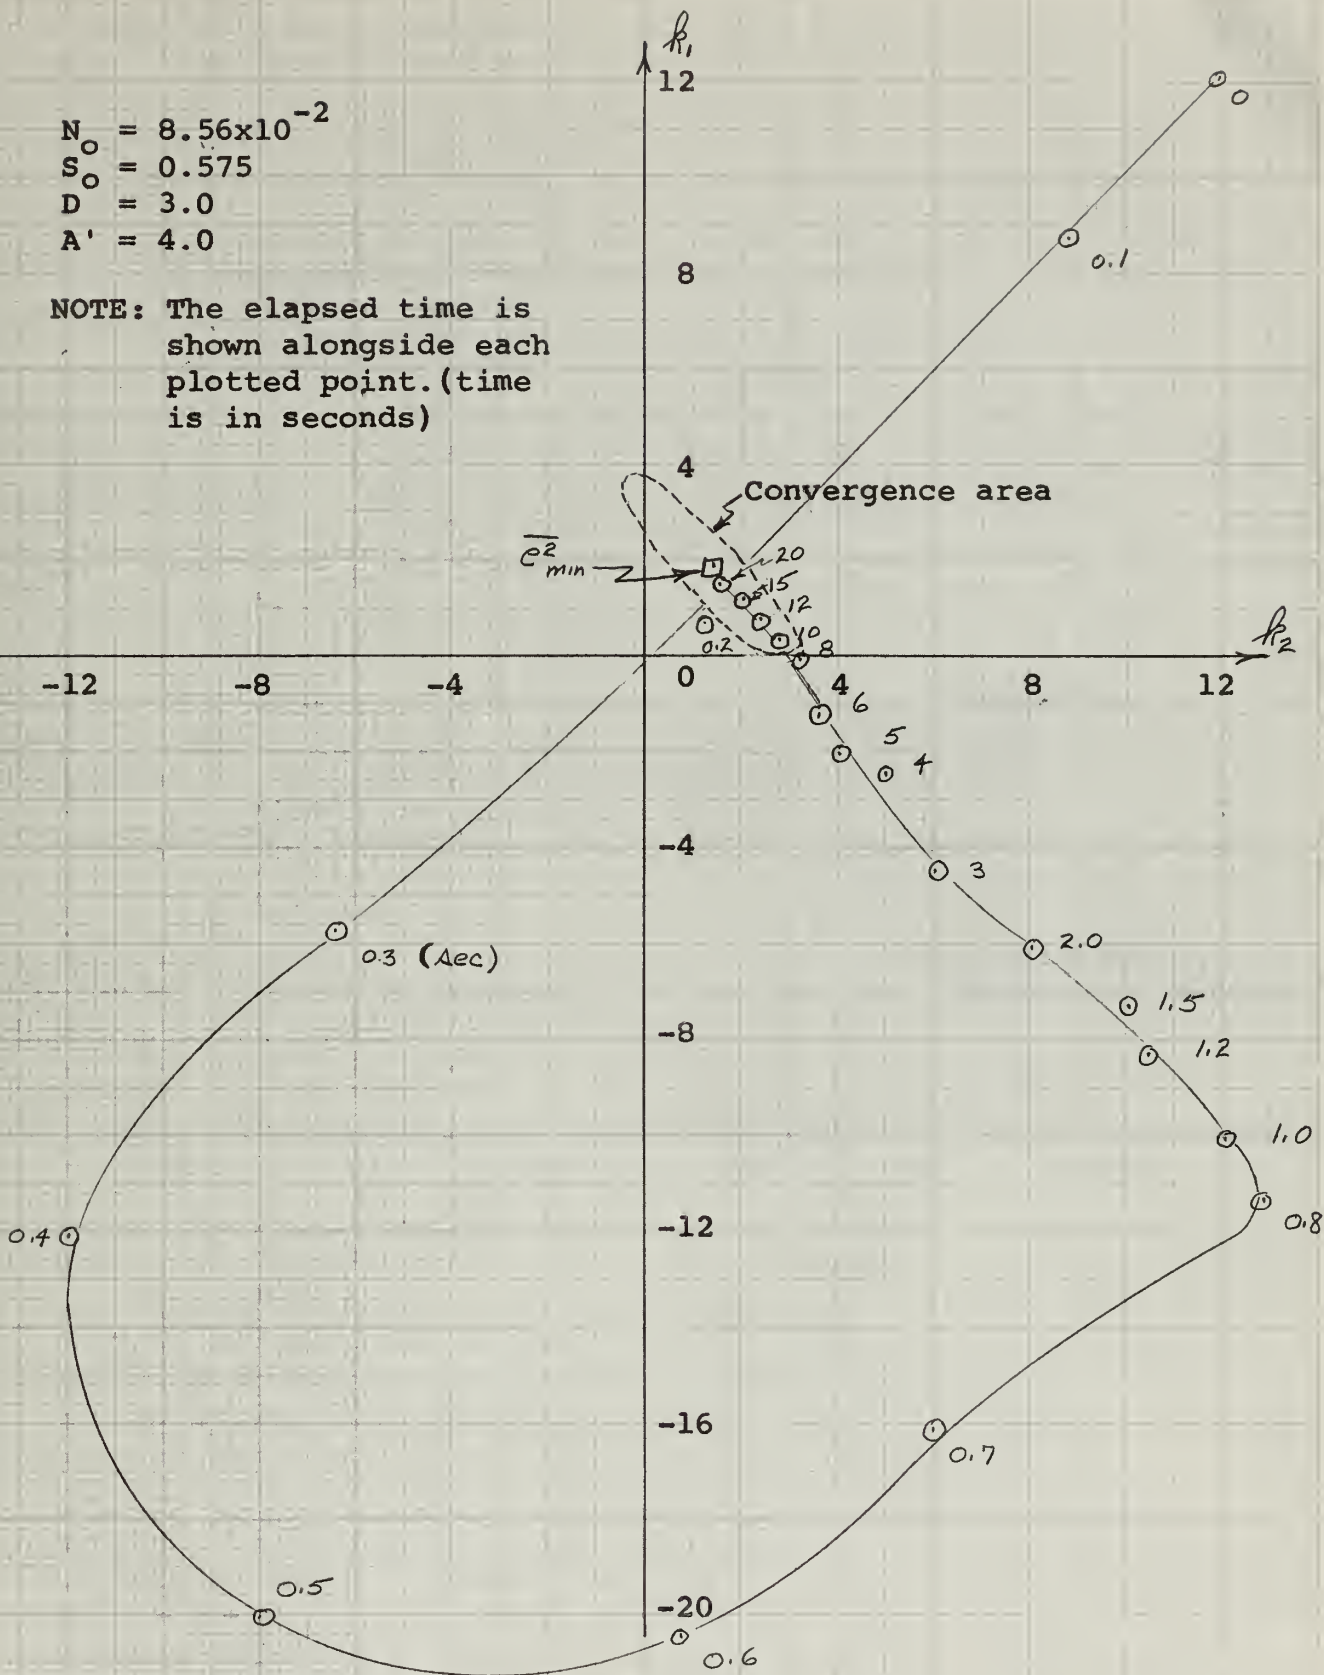 k₁
12
0
N_o = 8.56x10⁻²
S_o = 0.575
D = 3.0
A' = 4.0
0.1
8
NOTE: The elapsed time is
shown alongside each
plotted point.(time
is in seconds)
4
Convergence area
e²min
20
15
12
10
8
0.2
k₂
-12
-8
-4
0
4
8
12
6
5
4
-4
3
0.3 (sec)
2.0
1.5
-8
1.2
1.0
0.4
-12
0.8
-16
0.7
0.5
-20
0.6